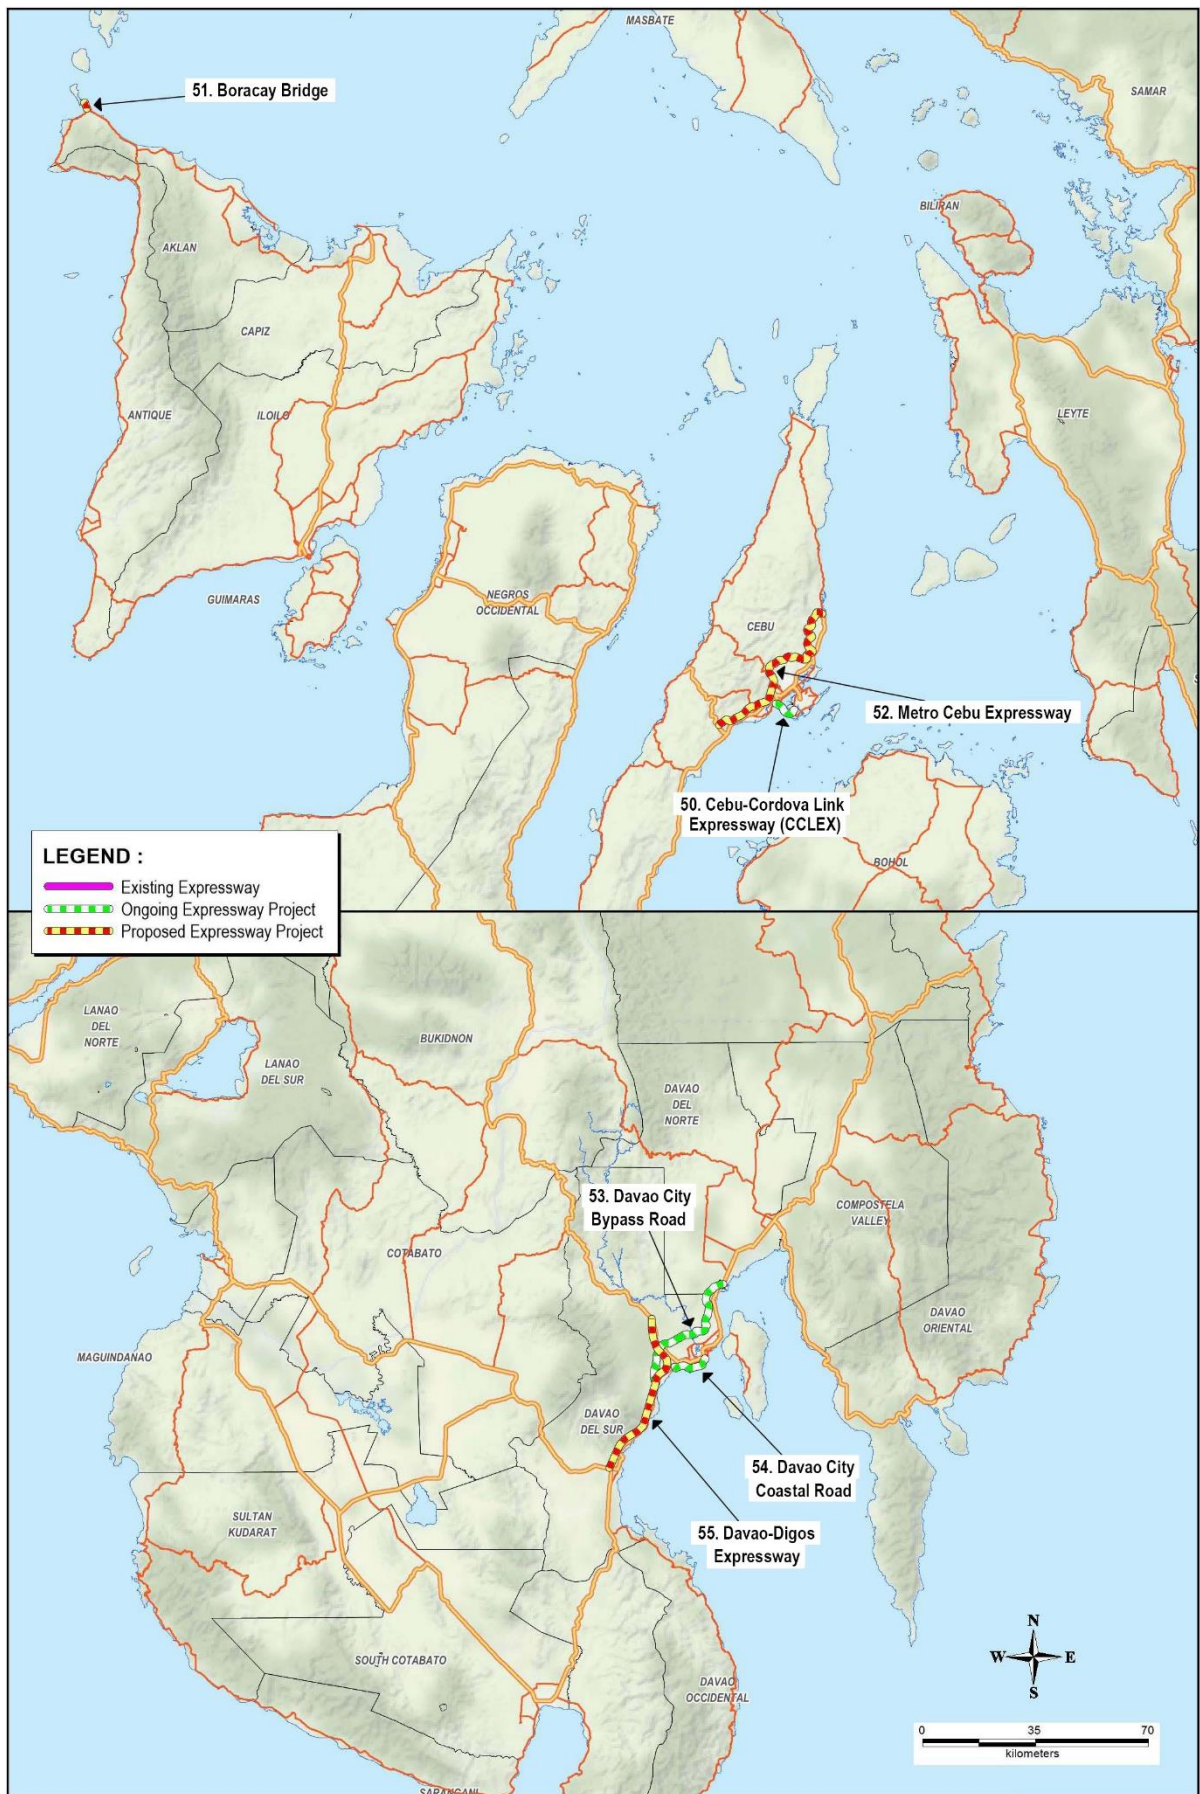 MASBATE
51. Boracay Bridge
SAMAR
BILIRAN
AKLAN
CAPIZ
ANTIQUE
ILOILO
LEYTE
GUIMARAS
NEGROS
OCCIDENTAL
CEBU
52. Metro Cebu Expressway
50. Cebu-Cordova Link
Expressway (CCLEX)
BOHOL
LEGEND :
Existing Expressway
Ongoing Expressway Project
Proposed Expressway Project
LANAO
DEL
NORTE
LANAO
DEL SUR
BUKIDNON
DAVAO
DEL
NORTE
53. Davao City
Bypass Road
COMPOSTELA
VALLEY
COTABATO
DAVAO
ORIENTAL
MAGUINDANAO
DAVAO
DEL SUR
54. Davao City
Coastal Road
SULTAN
KUDARAT
55. Davao-Digos
Expressway
N
W E
S
SOUTH COTABATO
DAVAO
OCCIDENTAL
0 35 70
kilometers
SARANGANI